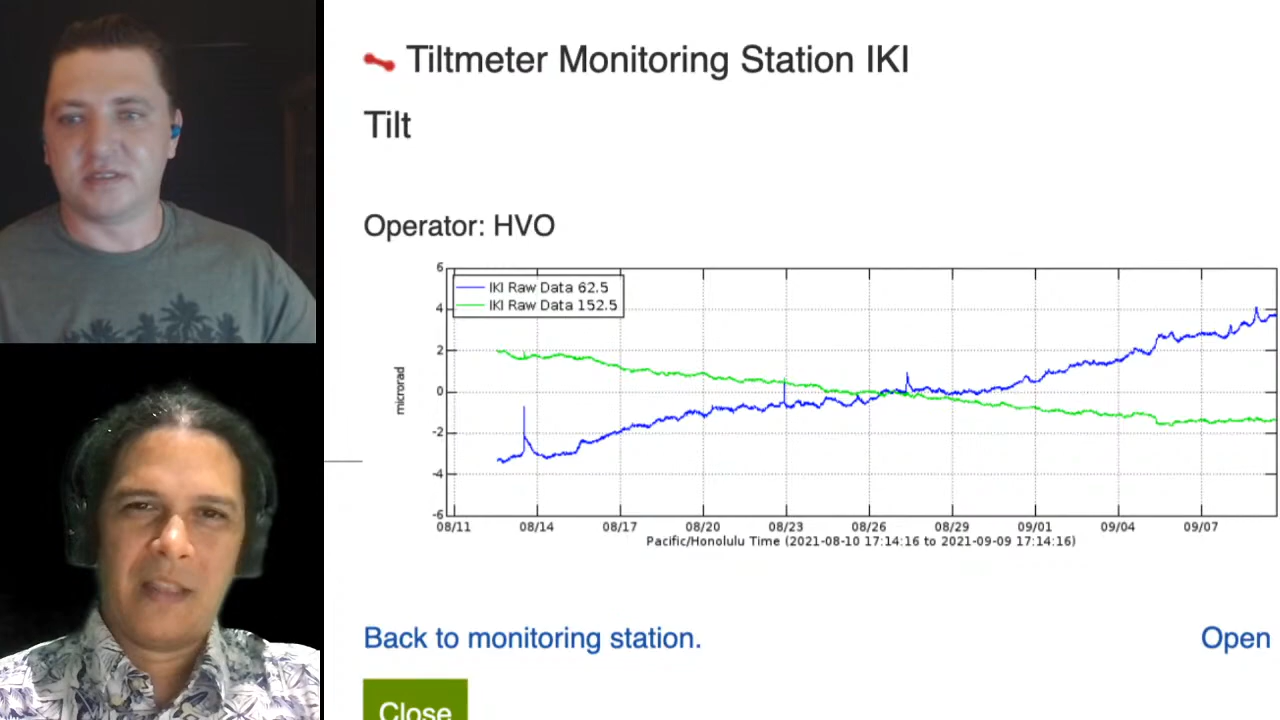 Tiltmeter Monitoring Station IKI
Tilt
Operator: HVO
6
IKI Raw Data 62.5
IKI Raw Data 152.5
4
2
0
microrad
-2
-4
-6
08/11 08/14 08/17 08/20 08/23 08/26 08/29 09/01 09/04 09/07
Pacific/Honolulu Time (2021-08-10 17:14:16 to 2021-09-09 17:14:16)
Back to monitoring station. Open
Close